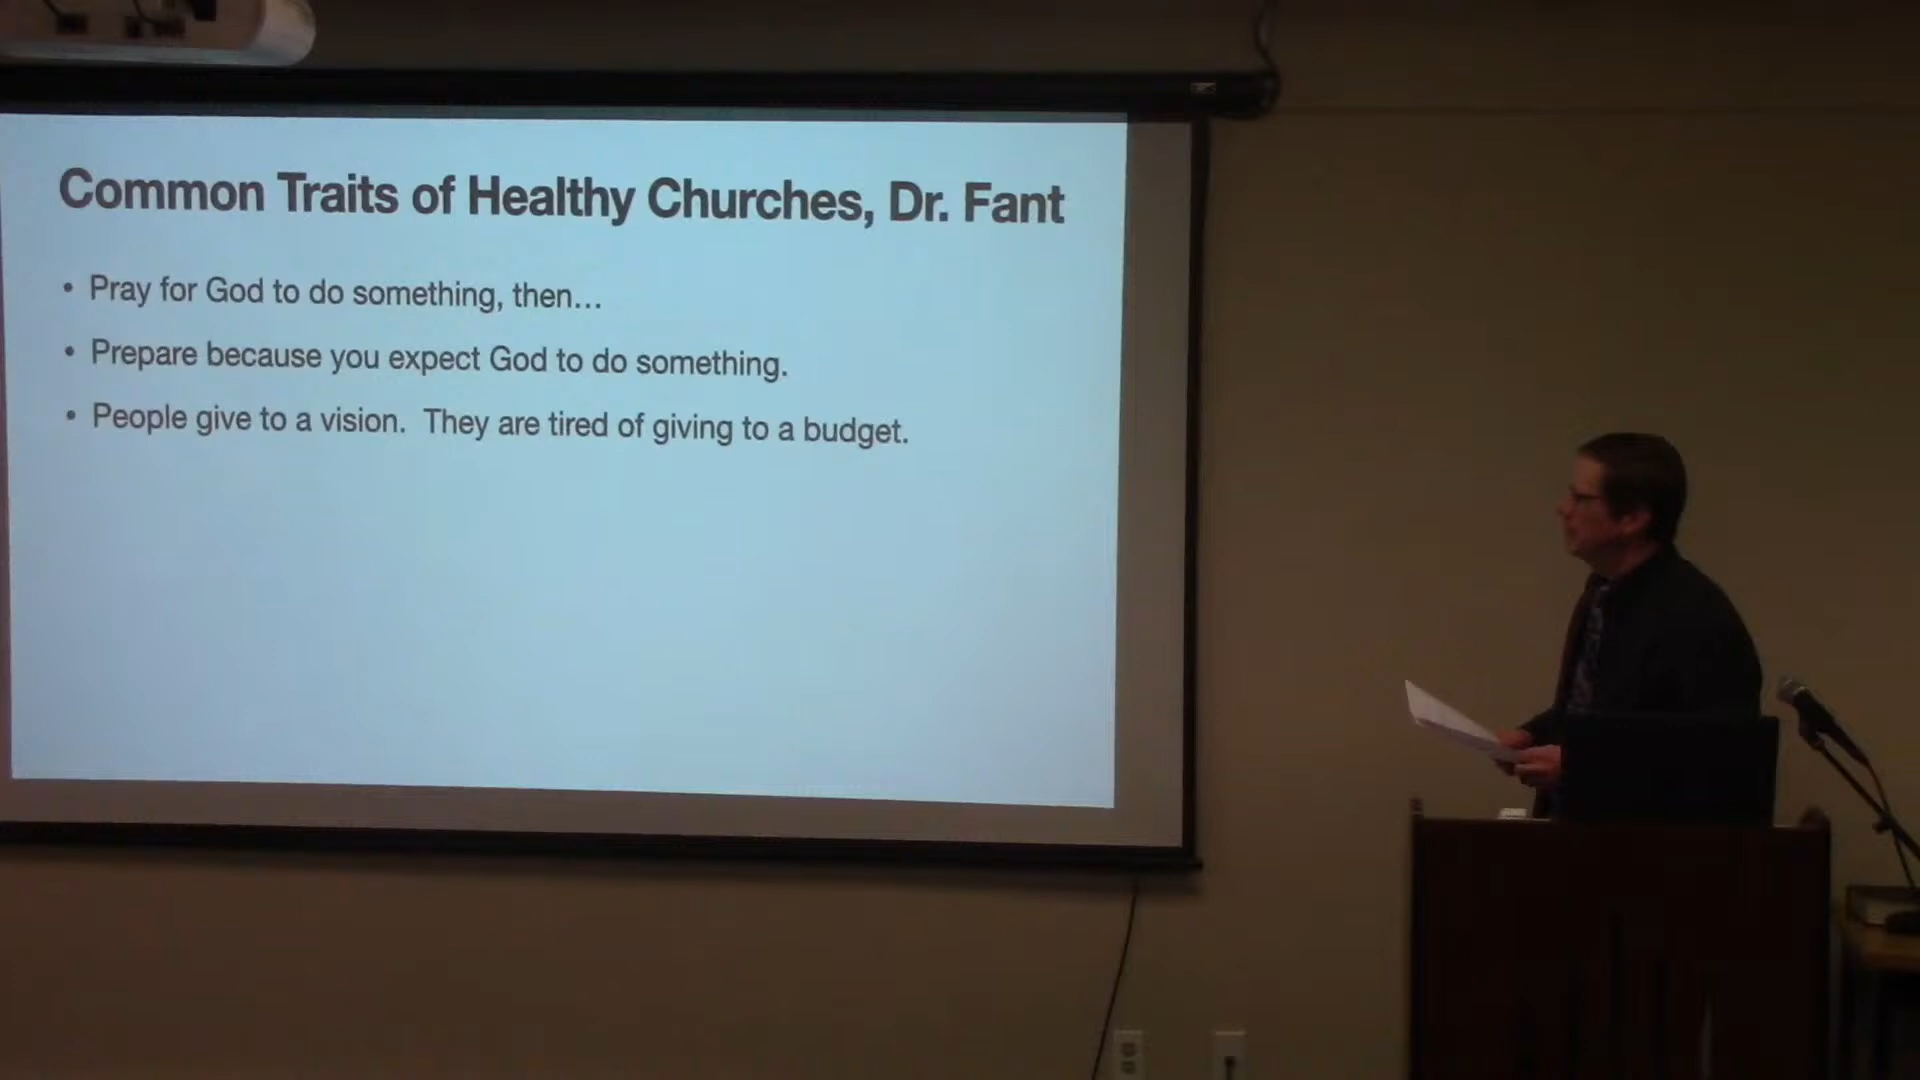 Common Traits of Healthy Churches, Dr. Fant
• Pray for God to do something, then…
• Prepare because you expect God to do something.
• People give to a vision.  They are tired of giving to a budget.